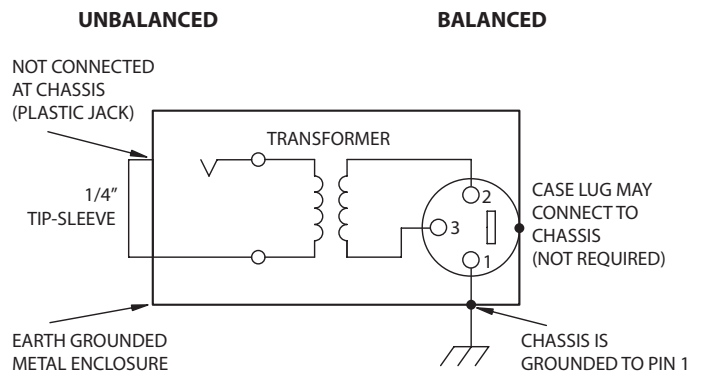 UNBALANCED
BALANCED
NOT CONNECTED
AT CHASSIS
(PLASTIC JACK)
TRANSFORMER
1/4"
TIP-SLEEVE
2
3
1
CASE LUG MAY
CONNECT TO
CHASSIS
(NOT REQUIRED)
EARTH GROUNDED
METAL ENCLOSURE
CHASSIS IS
GROUNDED TO PIN 1